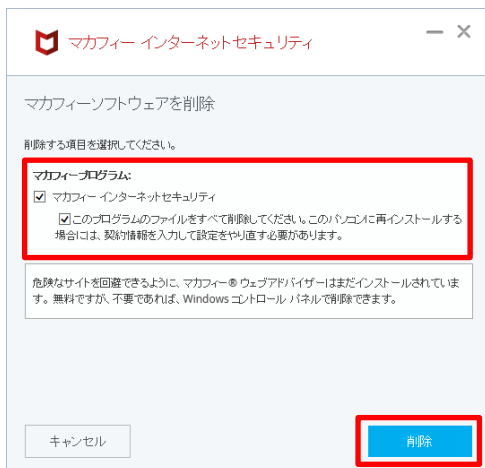 マカフィー インターネットセキュリティ
マカフィーソフトウェアを削除
削除する項目を選択してください。
マカフィープログラム:
マカフィー インターネットセキュリティ
このプログラムのファイルをすべて削除してください。このパソコンに再インストールする
場合には、契約情報を入力して設定をやり直す必要があります。
危険なサイトを回避できるように、マカフィー® ウェブアドバイザーはまだインストールされていま
す。無料ですが、不要であれば、Windows コントロール パネルで削除できます。
キャンセル
削除